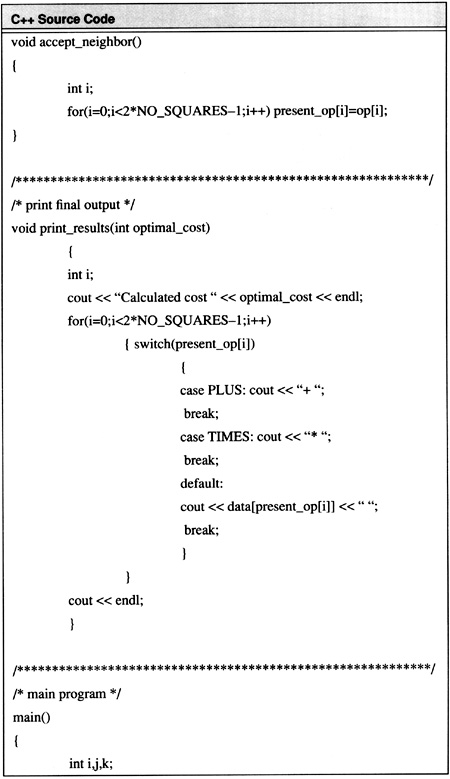 C++ Source Code
void accept_neighbor()
{
int i;
for(i=0;i<2*NO_SQUARES–1;i++) present_op[i]=op[i];
}
/************************************************************/
/* print final output */
void print_results(int optimal_cost)
{
int i;
cout << “Calculated cost “ << optimal_cost << endl;
for(i=0;i<2*NO_SQUARES–1;i++)
{ switch(present_op[i])
{
case PLUS: cout << “+ “;
break;
case TIMES: cout << “* “;
break;
default:
cout << data[present_op[i]] << “ “;
break;
}
}
cout << endl;
}
/************************************************************/
/* main program */
main()
{
int i,j,k;